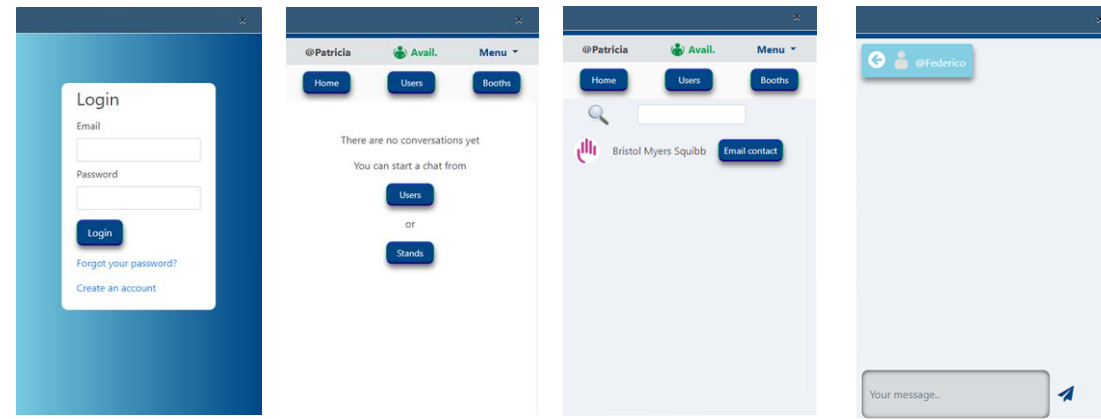 Login
Email
Password
Login
Forgot your password?
Create an account
@Patricia Avail. Menu
Home Users Booths
There are no conversations yet
You can start a chat from
Users
or
Stands
@Patricia Avail. Menu
Home Users Booths
Bristol Myers Squibb Email contact
@Federico
Your message..